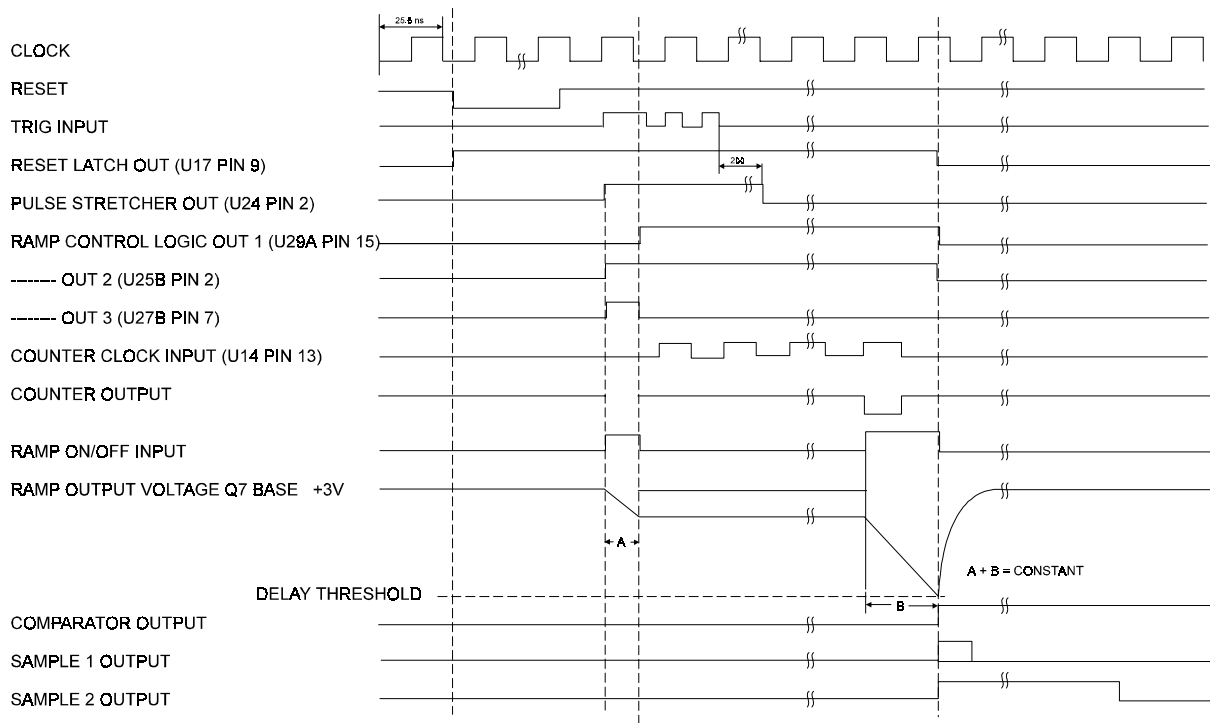 25.6 ns
CLOCK
RESET
TRIG INPUT
RESET LATCH OUT (U17 PIN 9)
PULSE STRETCHER OUT (U24 PIN 2)
RAMP CONTROL LOGIC OUT 1 (U29A PIN 15)
------- OUT 2 (U25B PIN 2)
------- OUT 3 (U27B PIN 7)
COUNTER CLOCK INPUT (U14 PIN 13)
COUNTER OUTPUT
RAMP ON/OFF INPUT
RAMP OUTPUT VOLTAGE Q7 BASE +3V
A
A + B = CONSTANT
DELAY THRESHOLD
B
COMPARATOR OUTPUT
SAMPLE 1 OUTPUT
SAMPLE 2 OUTPUT